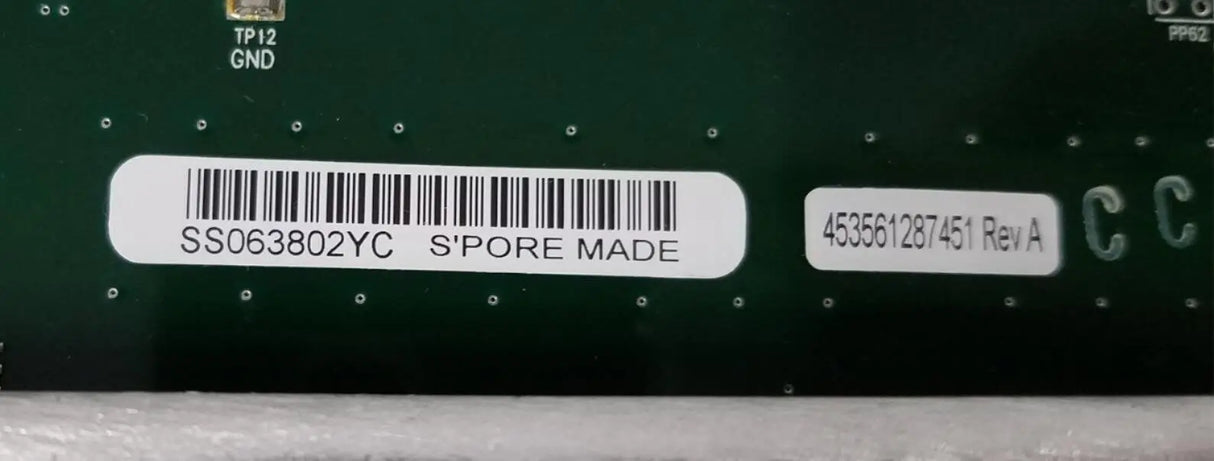 TP12
GND
PP62
SS063802YC S'PORE MADE
453561287451 Rev A
C C